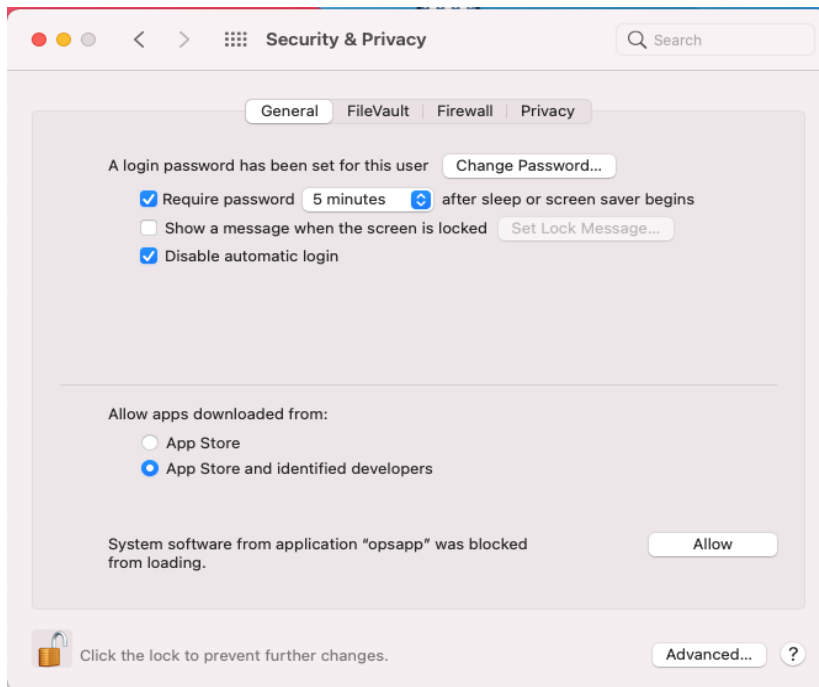 Security & Privacy
Search
General FileVault Firewall Privacy
A login password has been set for this user Change Password...
Require password 5 minutes after sleep or screen saver begins
Show a message when the screen is locked Set Lock Message...
Disable automatic login
Allow apps downloaded from:
App Store
App Store and identified developers
System software from application “opsapp” was blocked
from loading.
Allow
Click the lock to prevent further changes.
Advanced... ?